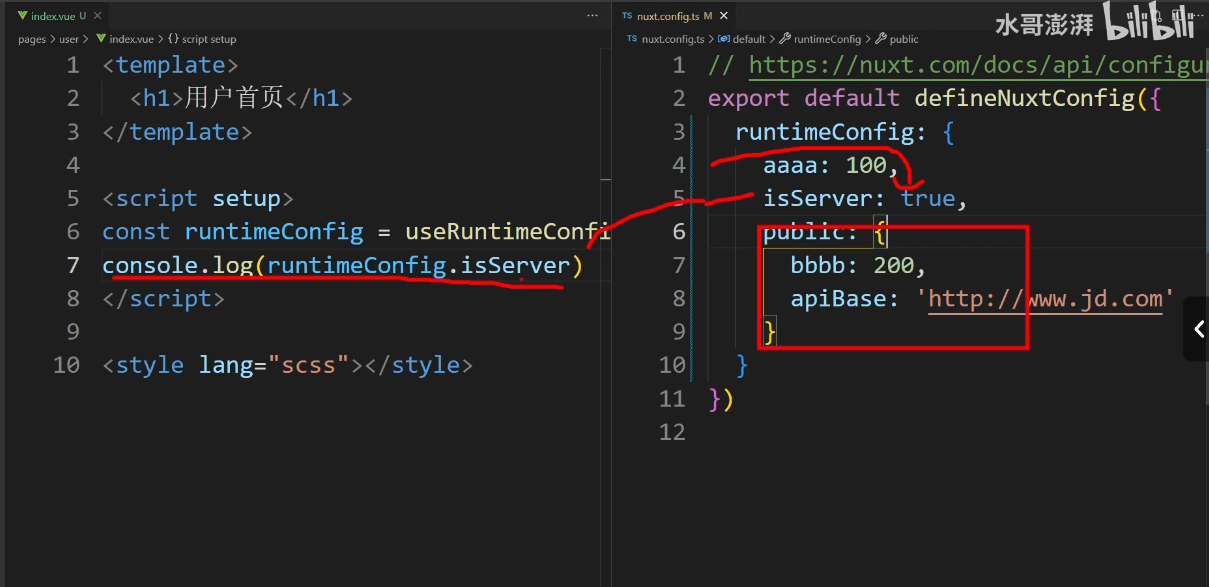 index.vue U
pages > user > index.vue > {} script setup
1 <template>
2 <h1>用户首页</h1>
3 </template>
4
5 <script setup>
6 const runtimeConfig = useRuntimeConfi
7 console.log(runtimeConfig.isServer)
8 </script>
9
10 <style lang="scss"></style>
TS nuxt.config.ts M
水哥澎湃 bilibili
TS nuxt.config.ts > default > runtimeConfig > public
1 // https://nuxt.com/docs/api/configu
2 export default defineNuxtConfig({
3 runtimeConfig: {
4 aaaa: 100,
5 isServer: true,
6 public: {
7 bbbb: 200,
8 apiBase: 'http://www.jd.com'
9 }
10 }
11 })
12